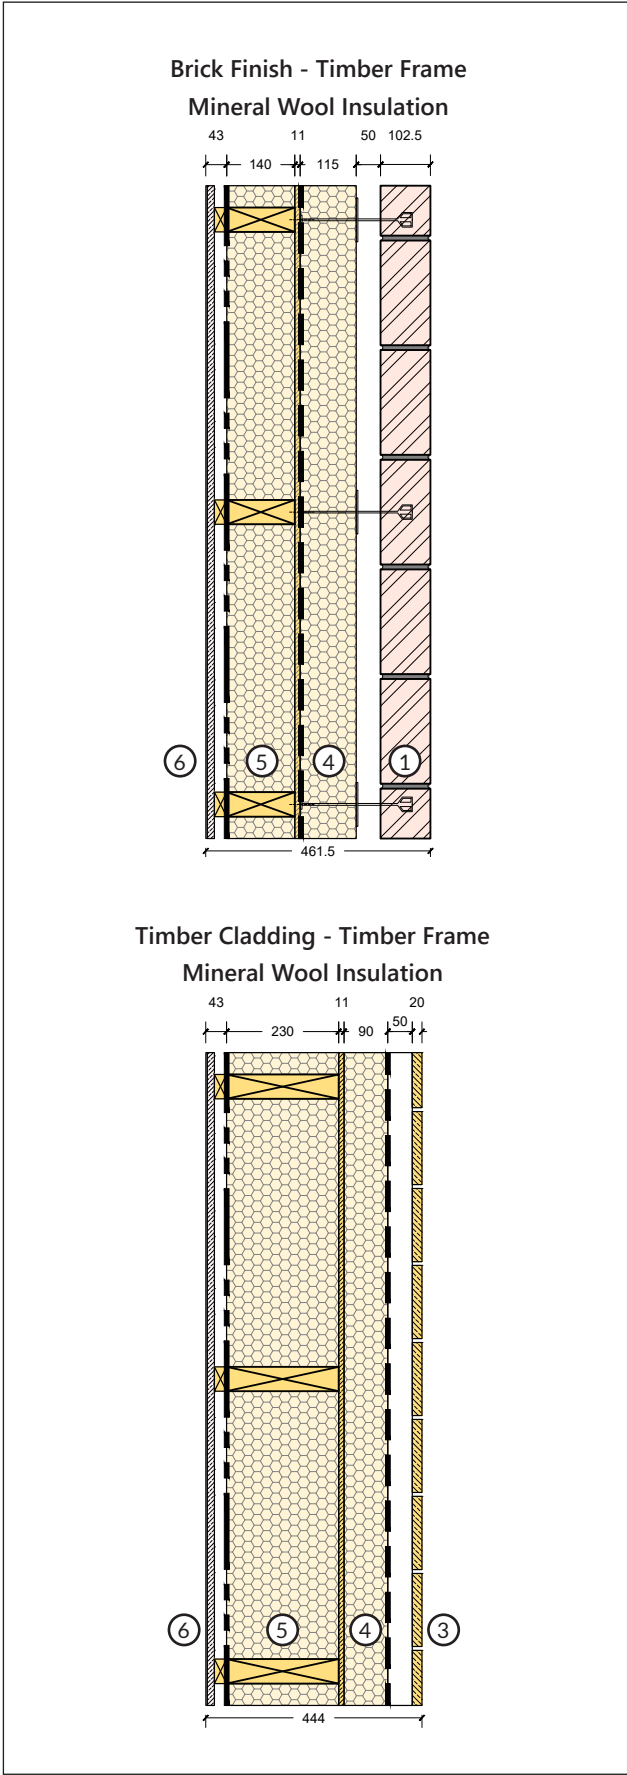 Brick Finish - Timber Frame
Mineral Wool Insulation
43 11 50 102.5
140 115
6 5 4 1
461.5
Timber Cladding - Timber Frame
Mineral Wool Insulation
43 11 20
50
230 90
6 5 4 3
444